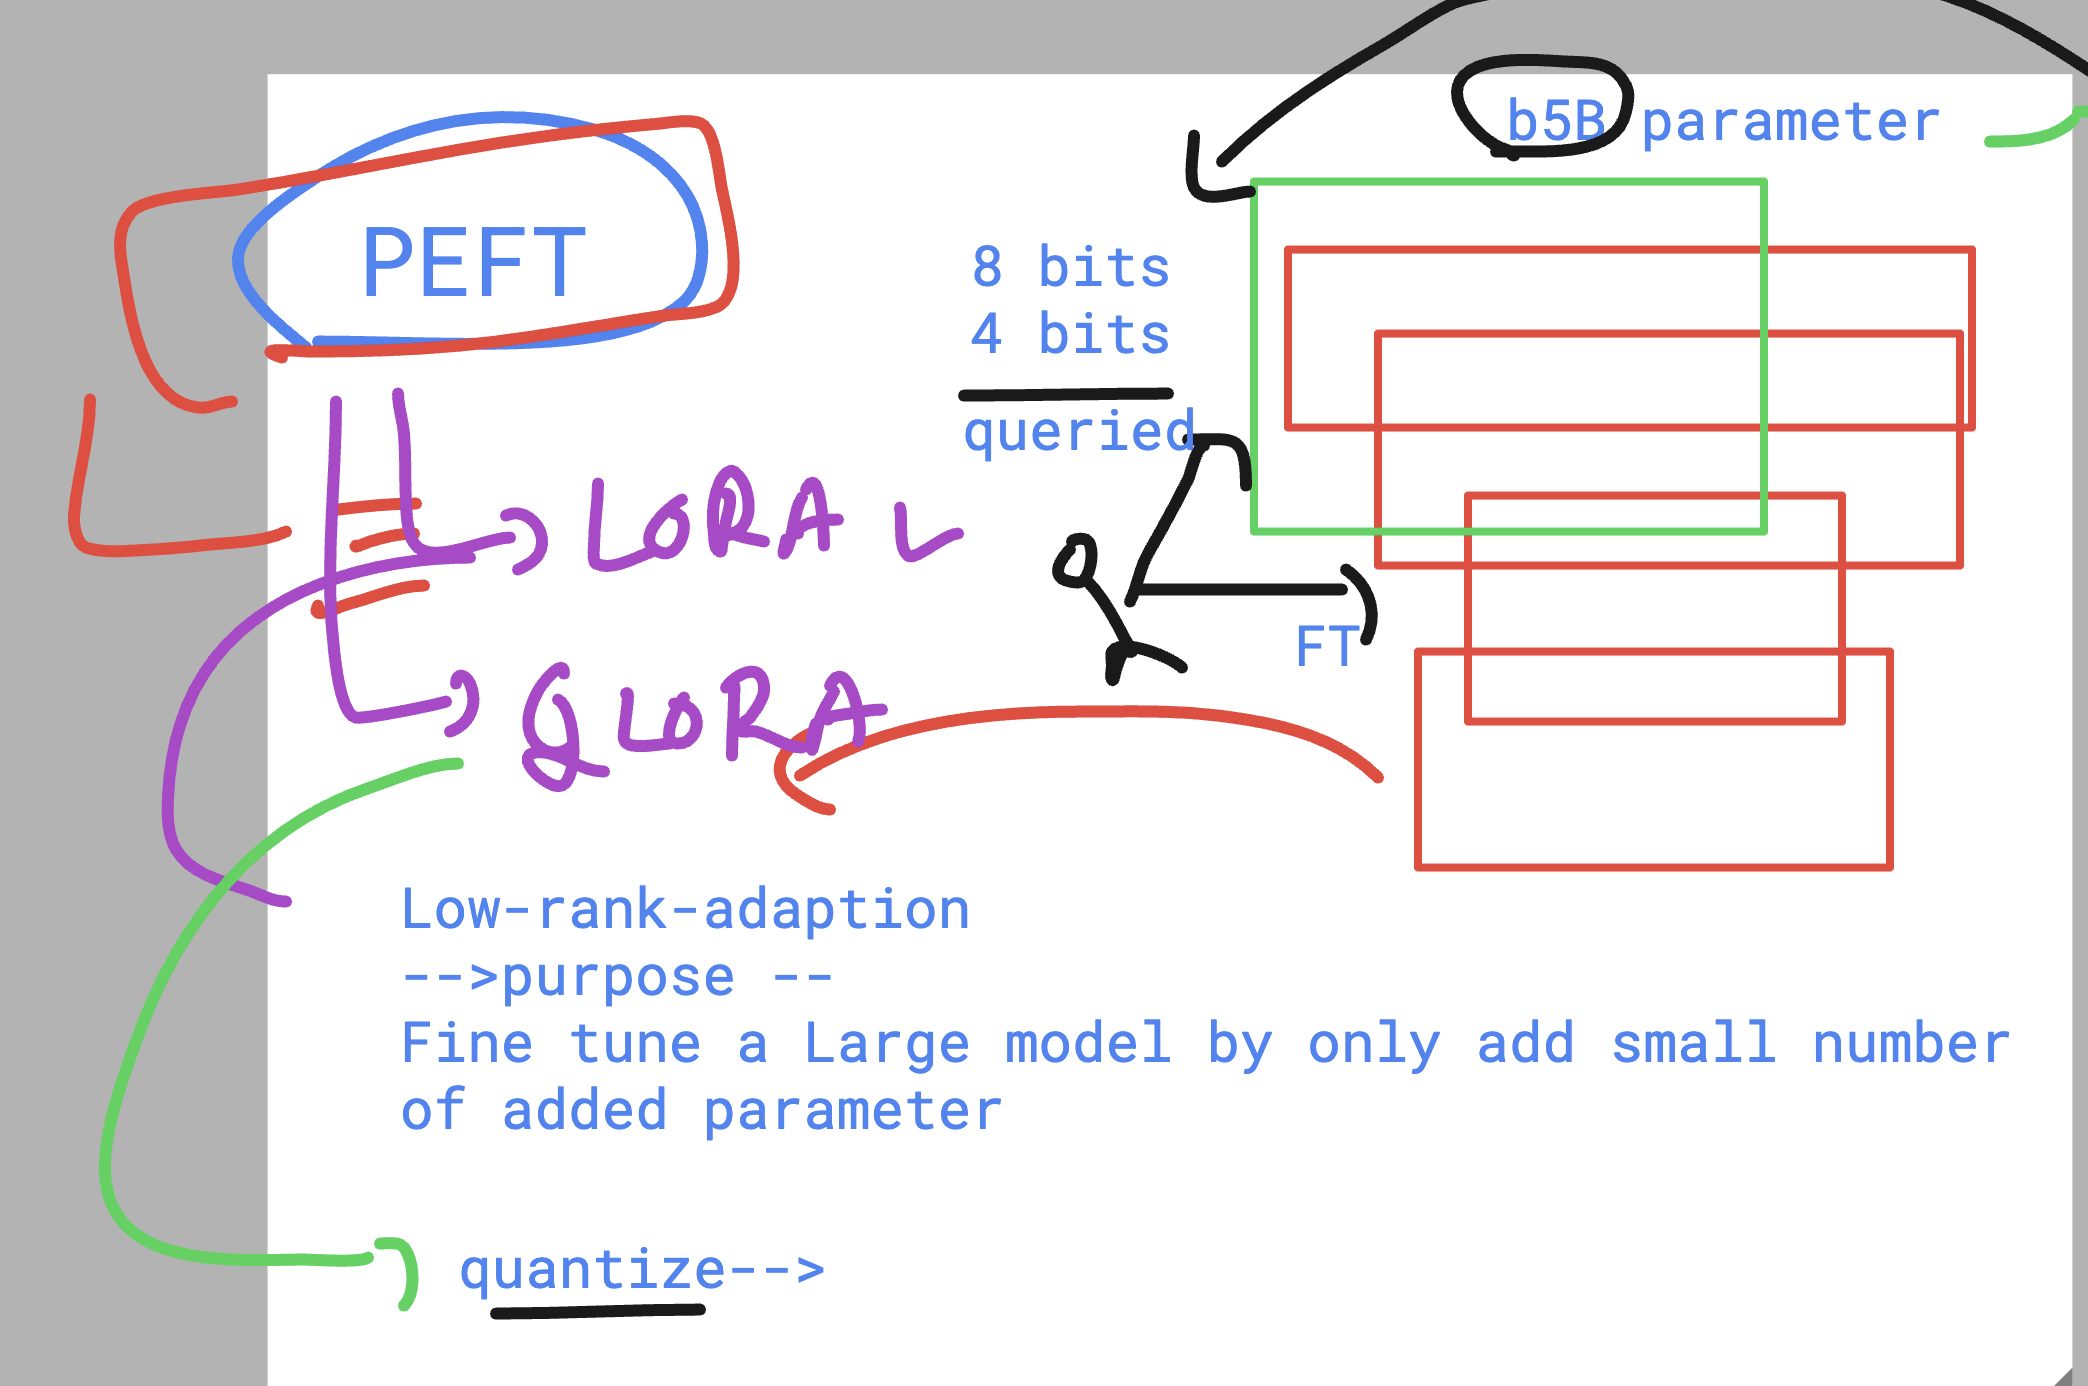 b5B parameter
PEFT
8 bits
4 bits
queried
LORA
FT
QLORA
Low-rank-adaption
-->purpose --
Fine tune a Large model by only add small number
of added parameter
quantize-->